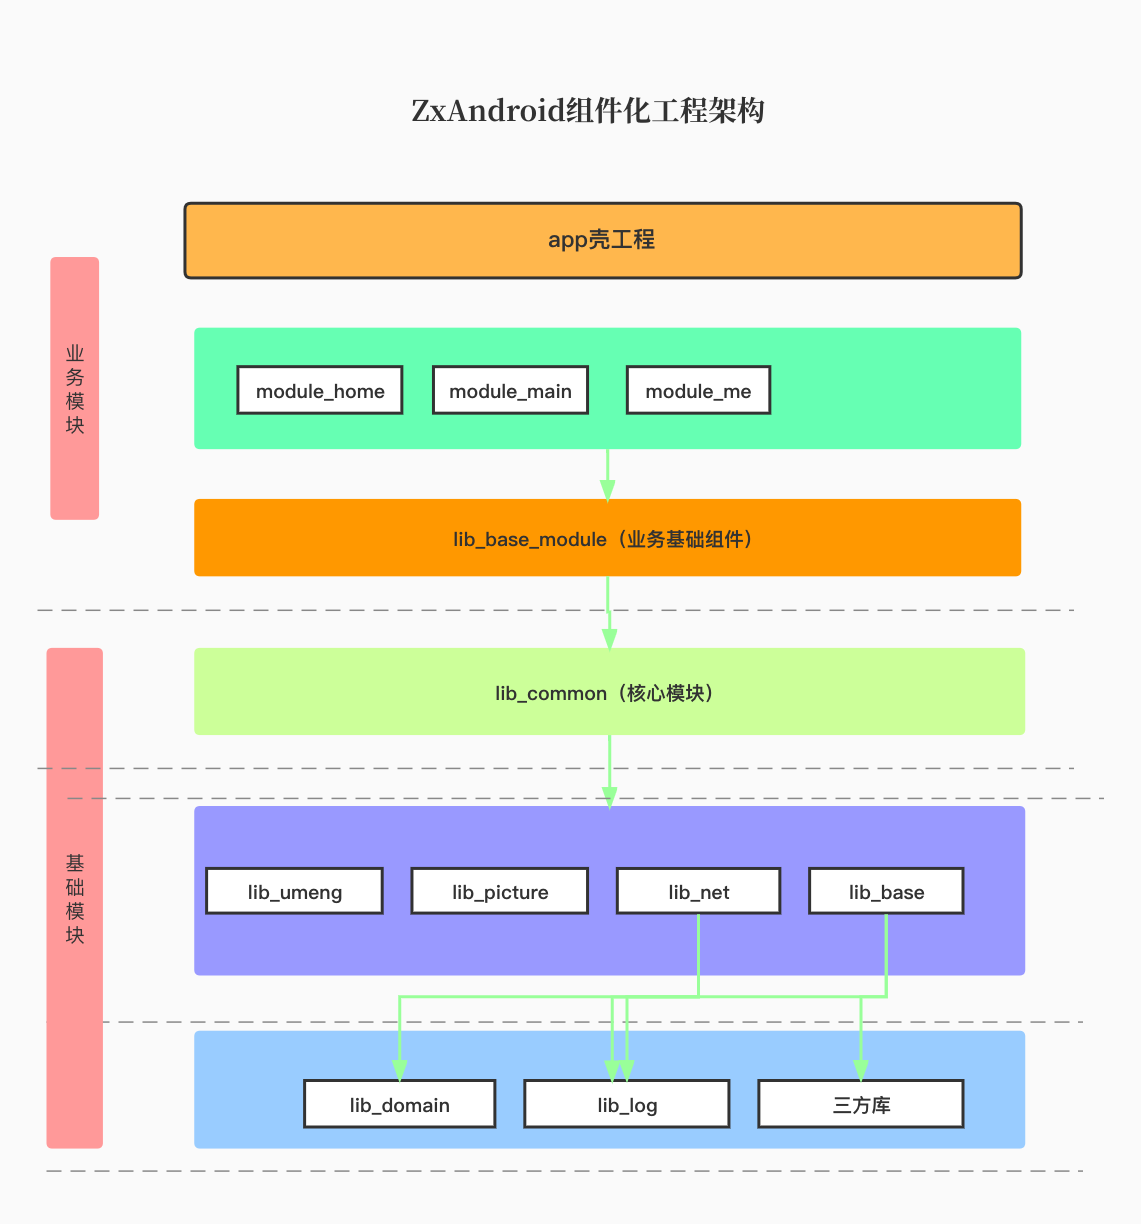 ZxAndroid组件化工程架构
app壳工程
业务模块
module_home
module_main
module_me
lib_base_module（业务基础组件）
lib_common（核心模块）
基础模块
lib_umeng
lib_picture
lib_net
lib_base
lib_domain
lib_log
三方库